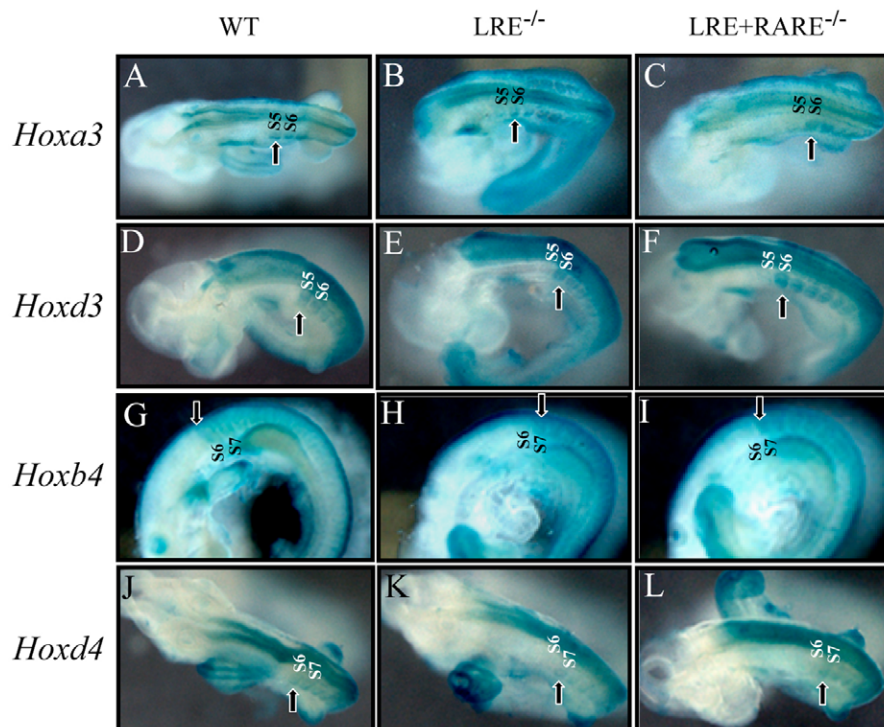 WT LRE-/- LRE+RARE-/-
Hoxa3 A S5 S6 B S5 S6 C S5 S6
Hoxd3 D S5 S6 E S5 S6 F S5 S6
Hoxb4 G S6 S7 H S6 S7 I S6 S7
Hoxd4 J S6 S7 K S6 S7 L S6 S7